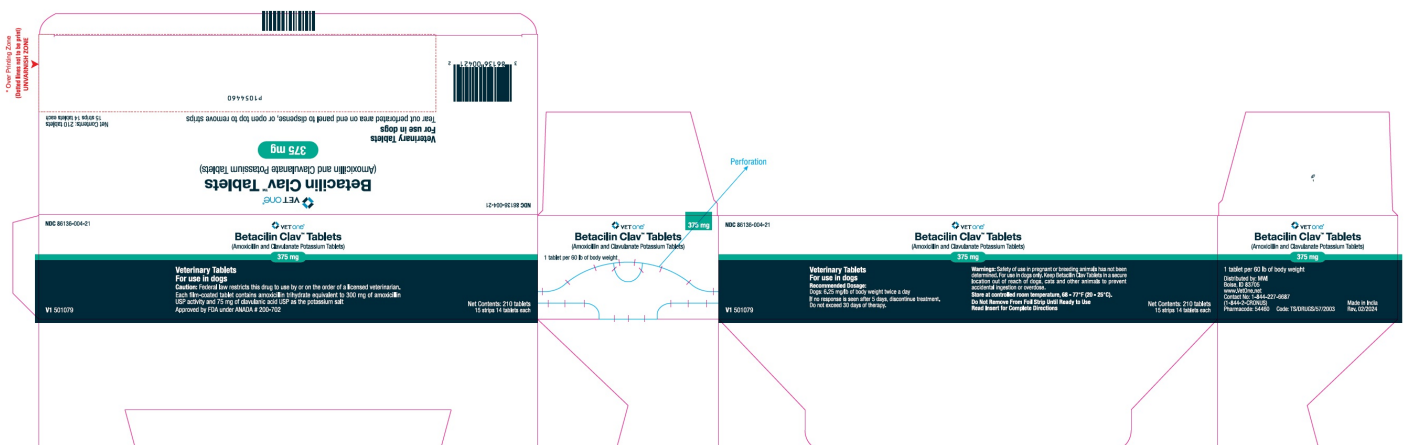 * Over Printing Zone
(Dotted lines not to be print)
UNVARNISH ZONE
3 86136 00421 2
P1054460
Net Contents: 210 tablets
15 strips 14 tablets each
Tear out perforated area on end panel to dispense, or open top to remove strips
For use in dogs
Veterinary Tablets
375 mg
(Amoxicillin and Clavulanate Potassium Tablets)
Betacilin Clav™ Tablets
VETone®
NDC 86136-004-21
Perforation
NDC 86136-004-21
VETone®
Betacilin Clav™ Tablets
(Amoxicillin and Clavulanate Potassium Tablets)
375 mg
Veterinary Tablets
For use in dogs
Caution: Federal law restricts this drug to use by or on the order of a licensed veterinarian.
Each film-coated tablet contains amoxicillin trihydrate equivalent to 300 mg of amoxicillin
USP activity and 75 mg of clavulanic acid USP as the potassium salt
Approved by FDA under ANADA # 200-702
V1 501079
Net Contents: 210 tablets
15 strips 14 tablets each
375 mg
VETone®
Betacilin Clav™ Tablets
(Amoxicillin and Clavulanate Potassium Tablets)
1 tablet per 60 lb of body weight
NDC 86136-004-21
VETone®
Betacilin Clav™ Tablets
(Amoxicillin and Clavulanate Potassium Tablets)
375 mg
Veterinary Tablets
For use in dogs
Recommended Dosage:
Dogs: 6.25 mg/lb of body weight twice a day
If no response is seen after 5 days, discontinue treatment.
Do not exceed 30 days of therapy.
V1 501079
Warnings: Safety of use in pregnant or breeding animals has not been
determined. For use in dogs only. Keep Betacilin Clav Tablets in a secure
location out of reach of dogs, cats and other animals to prevent
accidental ingestion or overdose.
Store at controlled room temperature, 68 - 77°F (20 - 25°C).
Do Not Remove From Foil Strip Until Ready to Use
Read Insert for Complete Directions
Net Contents: 210 tablets
15 strips 14 tablets each
VETone®
Betacilin Clav™ Tablets
(Amoxicillin and Clavulanate Potassium Tablets)
375 mg
1 tablet per 60 lb of body weight
Distributed by: MWI
Boise, ID 83705
www.VetOne.net
Contact No: 1-844-227-6687
(1-844-2-CRONUS)
Pharmacode: 54460 Code: TS/DRUGS/57/2003
Made in India
Rev. 02/2024